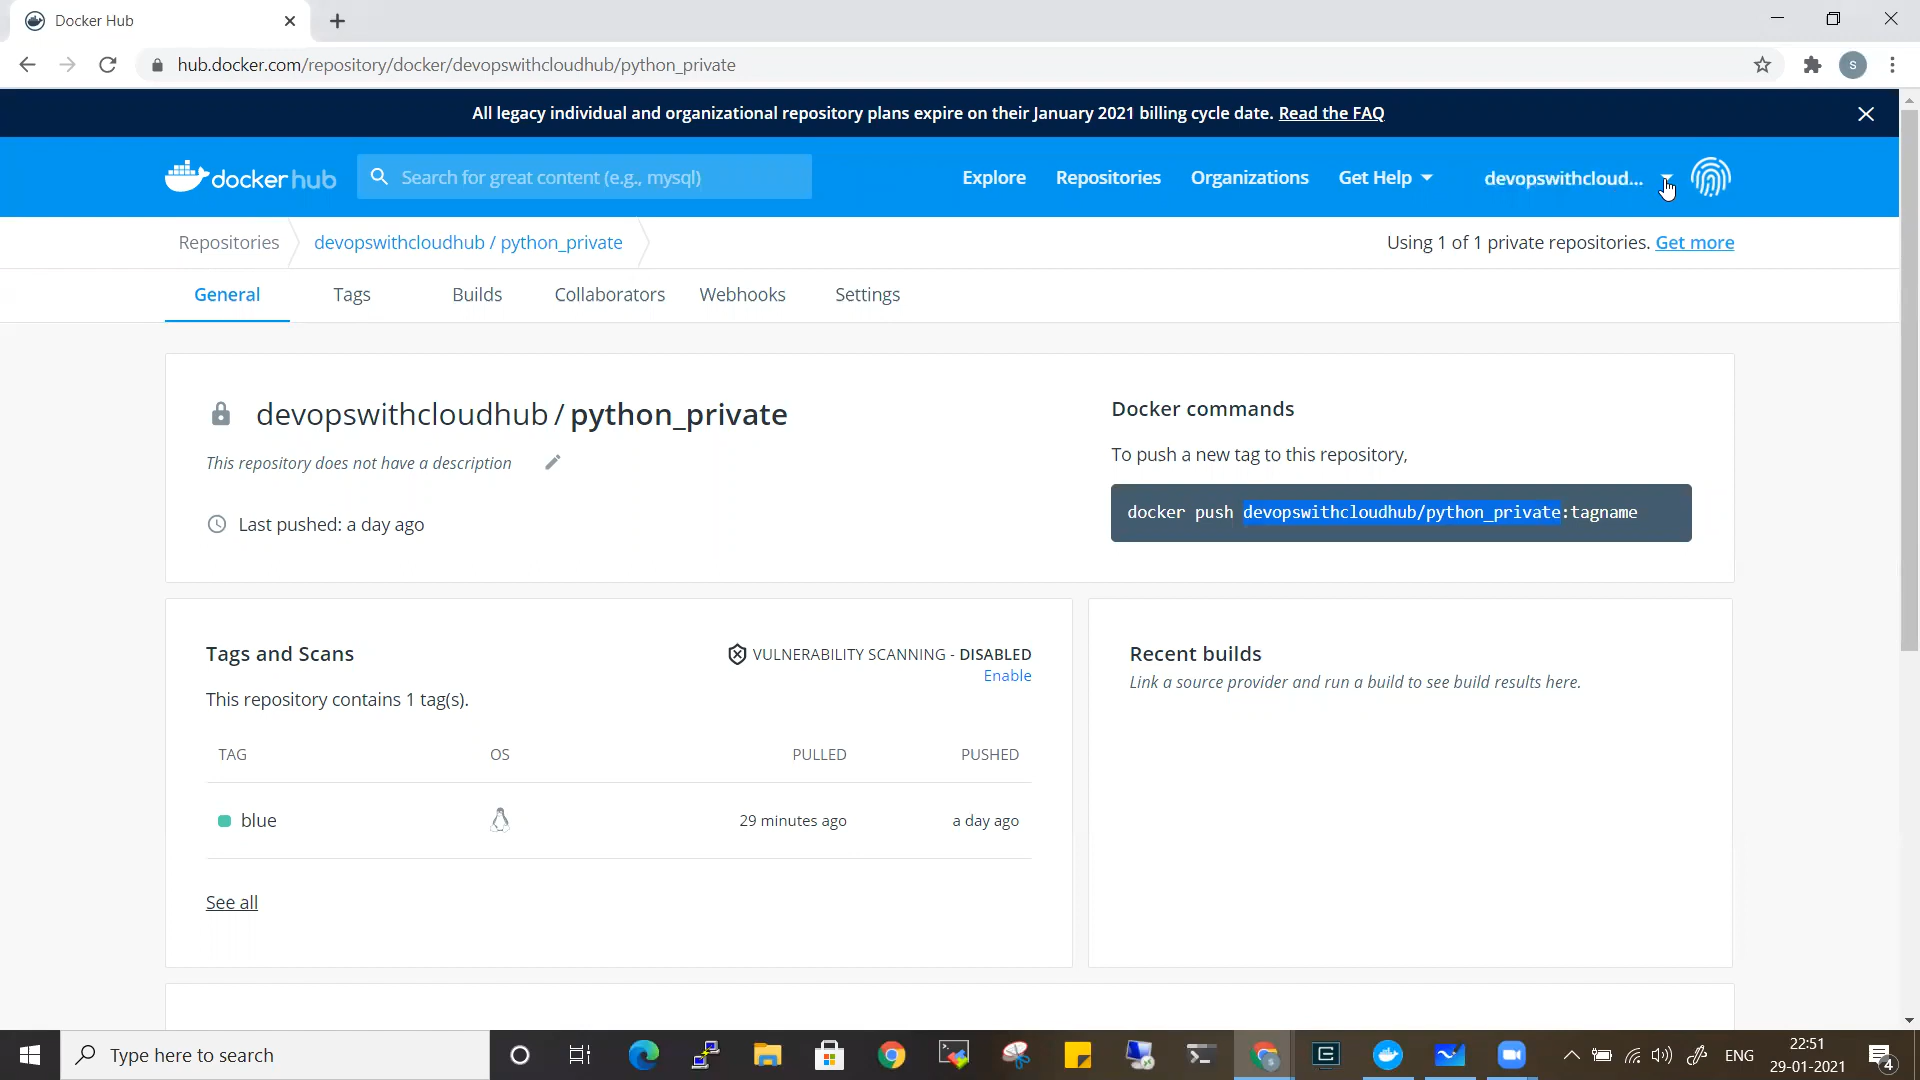 Docker Hub
hub.docker.com/repository/docker/devopswithcloudhub/python_private
S
All legacy individual and organizational repository plans expire on their January 2021 billing cycle date. Read the FAQ
docker hub
Search for great content (e.g., mysql)
Explore
Repositories
Organizations
Get Help
devopswithcloud...
Repositories
devopswithcloudhub / python_private
Using 1 of 1 private repositories. Get more
General
Tags
Builds
Collaborators
Webhooks
Settings
devopswithcloudhub / python_private
This repository does not have a description
Last pushed: a day ago
Docker commands
To push a new tag to this repository,
docker push devopswithcloudhub/python_private:tagname
Tags and Scans
VULNERABILITY SCANNING - DISABLED
Enable
This repository contains 1 tag(s).
TAG OS PULLED PUSHED
blue 29 minutes ago a day ago
See all
Recent builds
Link a source provider and run a build to see build results here.
Type here to search
ENG
22:51
29-01-2021
4